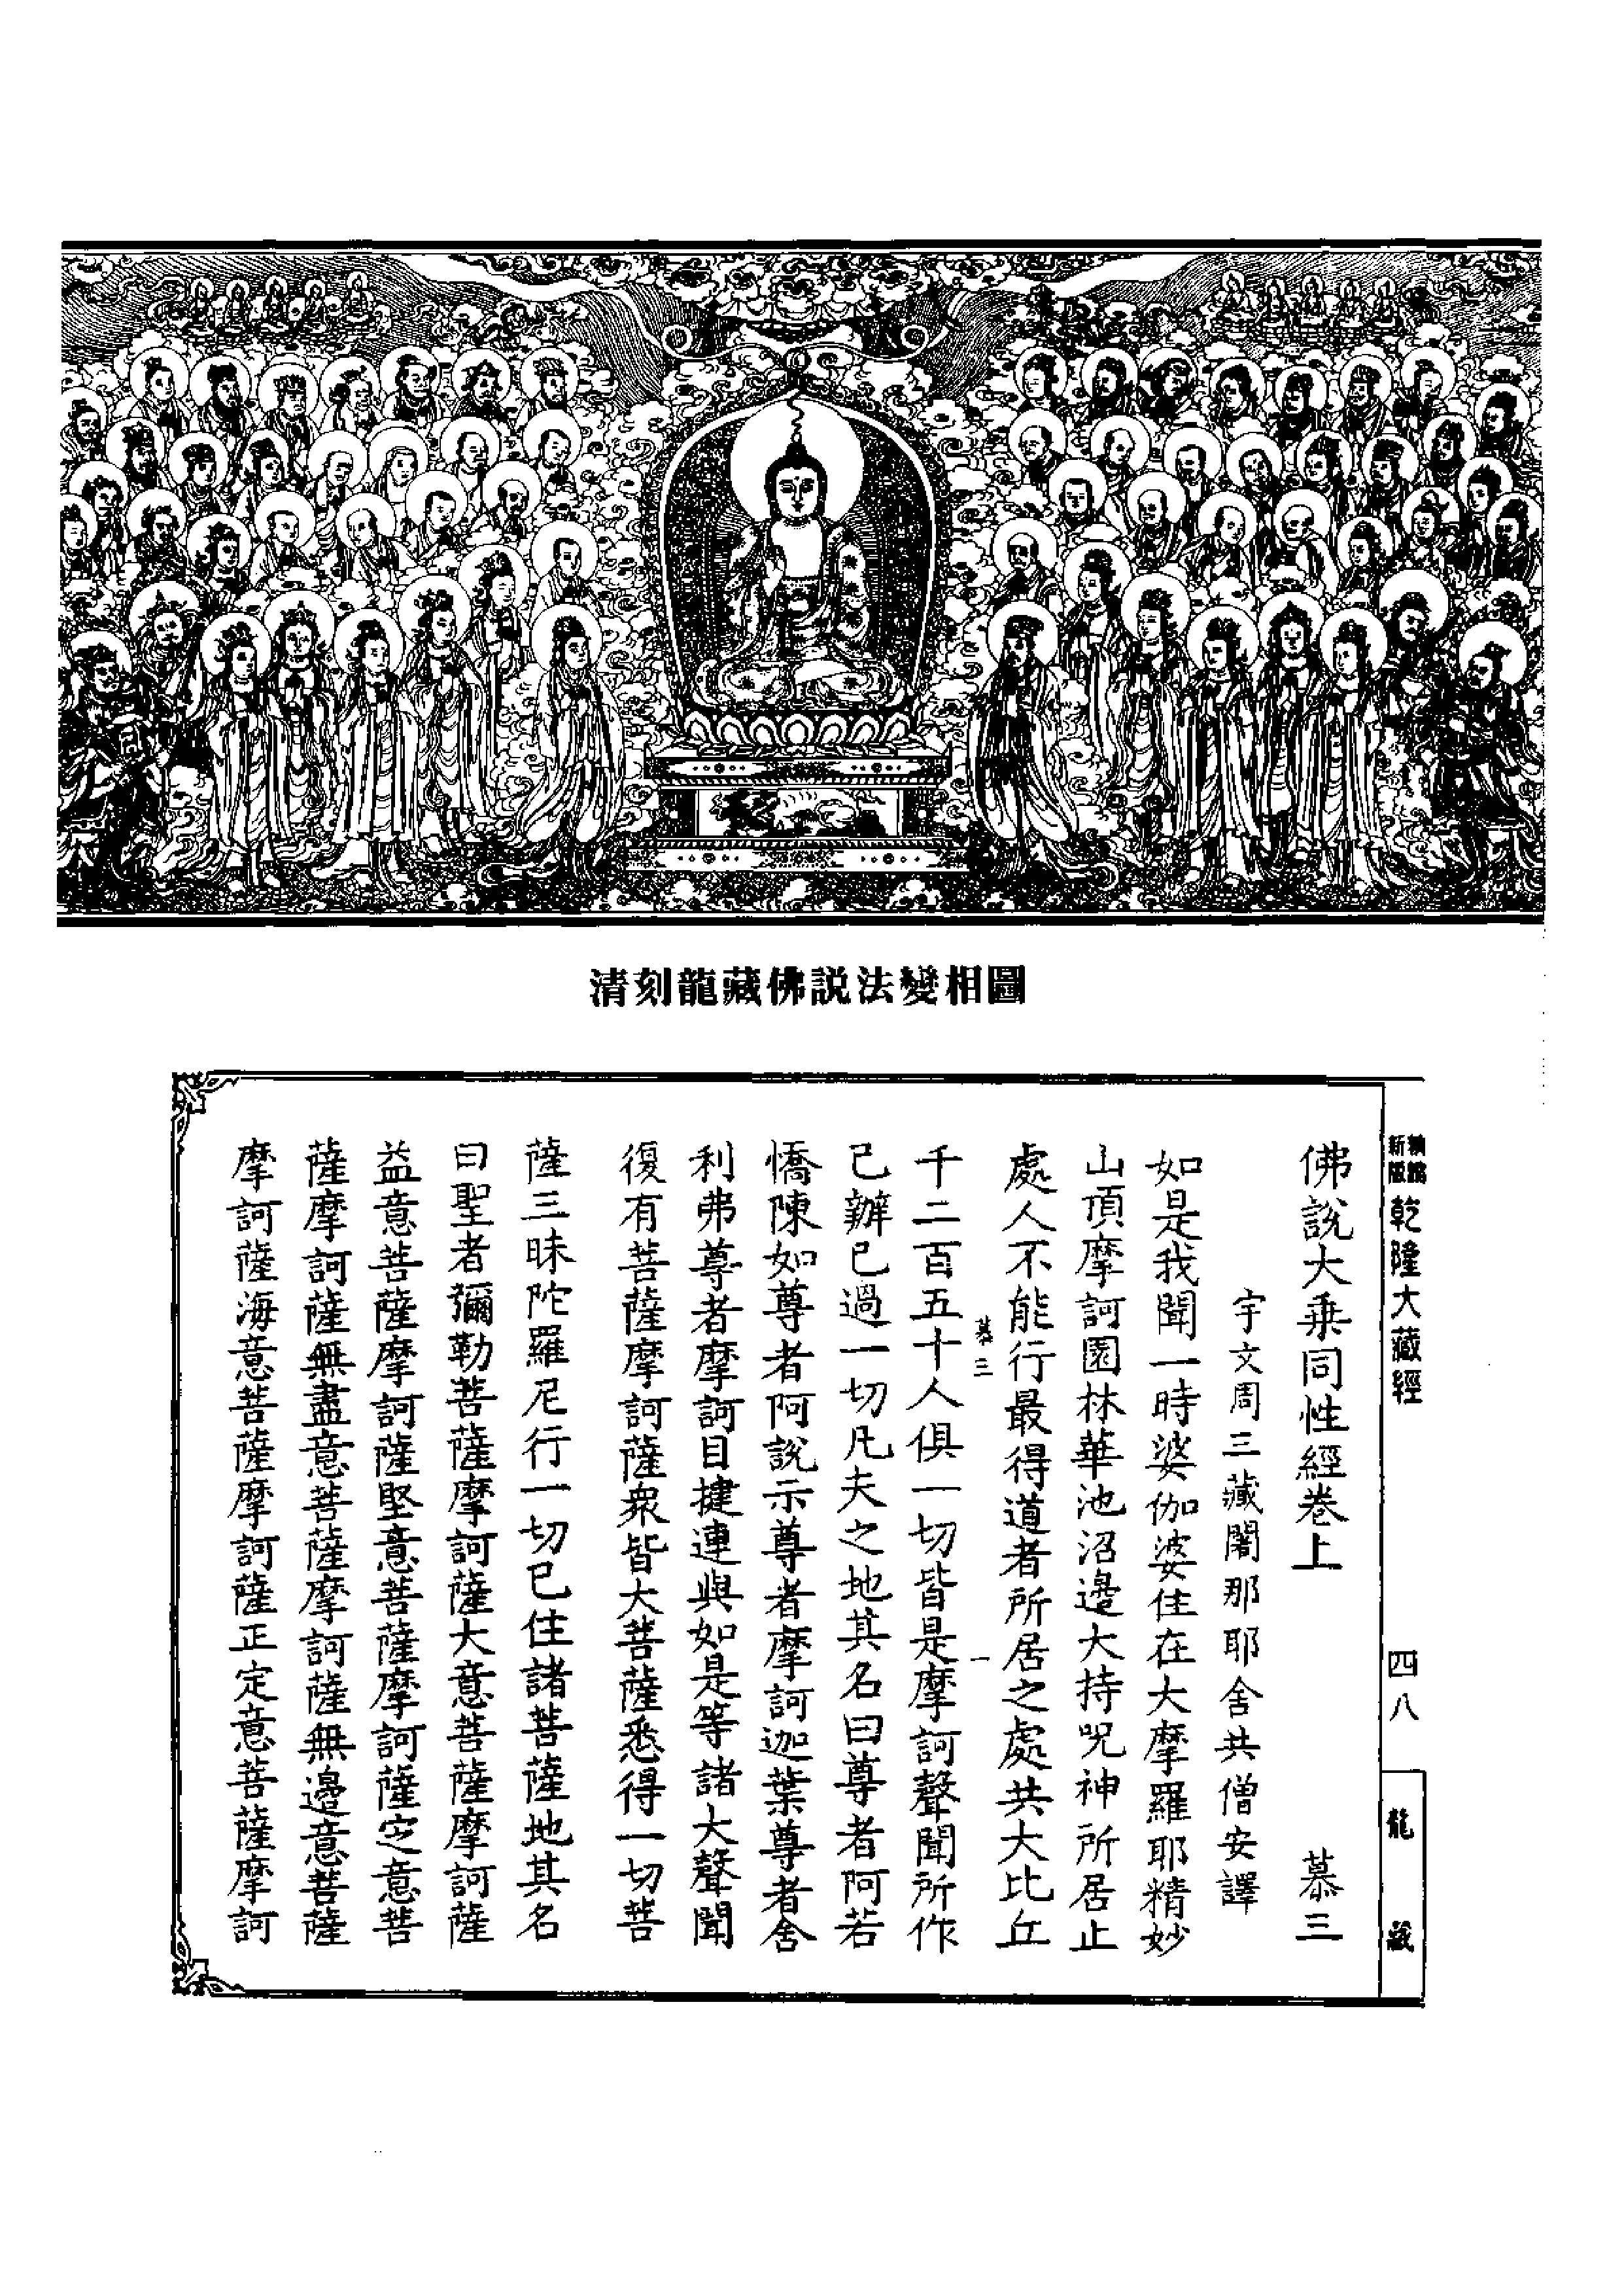 清刻龍藏佛説法變相圖
新版
乾隆大藏經
四八
龍藏
佛説大乘同性經卷上
慕三
宇文周三藏闍那耶舍共僧安譯
如是我聞一時婆伽婆住在大摩羅耶精妙
山頂摩訶園林華池沼邊大持呪神所居止
處人不能行最得道者所居之處共大比丘
慕三
一
千二百五十人俱一切皆是摩訶聲聞所作
已辦已過一切凡夫之地其名曰尊者阿若
憍陳如尊者阿説示尊者摩訶迦葉尊者舍
利弗尊者摩訶目揵連與如是等諸大聲聞
復有菩薩摩訶薩衆皆大菩薩悉得一切菩
薩三昧陀羅尼行一切已住諸菩薩地其名
曰聖者彌勒菩薩摩訶薩大意菩薩摩訶薩
益意菩薩摩訶薩堅意菩薩摩訶薩定意菩
薩摩訶薩無盡意菩薩摩訶薩無邉意菩薩
摩訶薩海意菩薩摩訶薩正定意菩薩摩訶